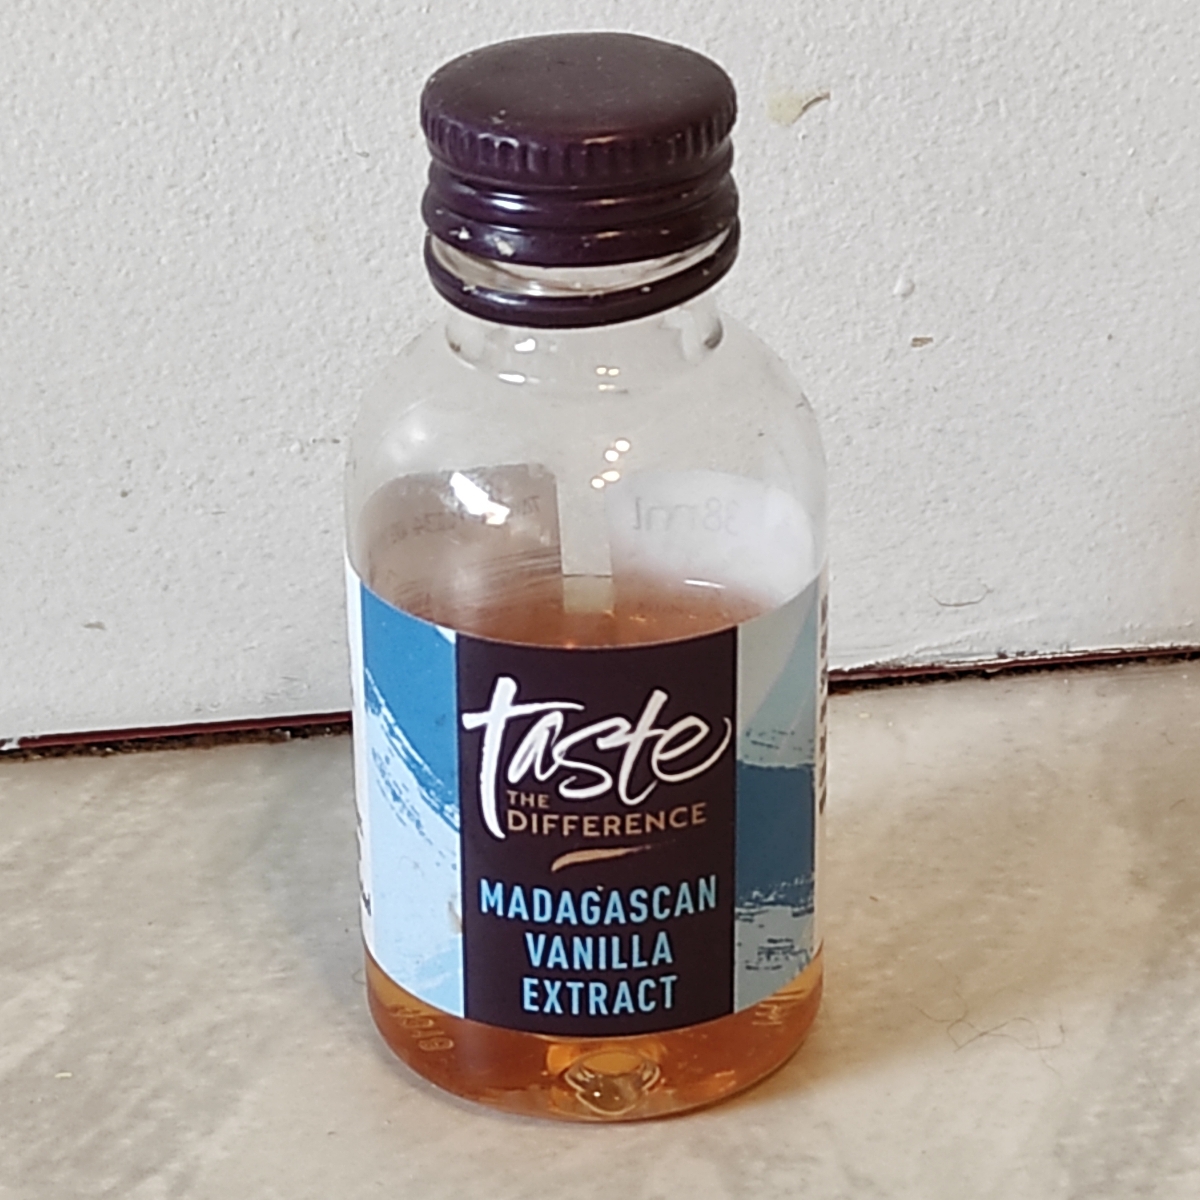 38ml
taste
THE
DIFFERENCE
MADAGASCAN
VANILLA
EXTRACT